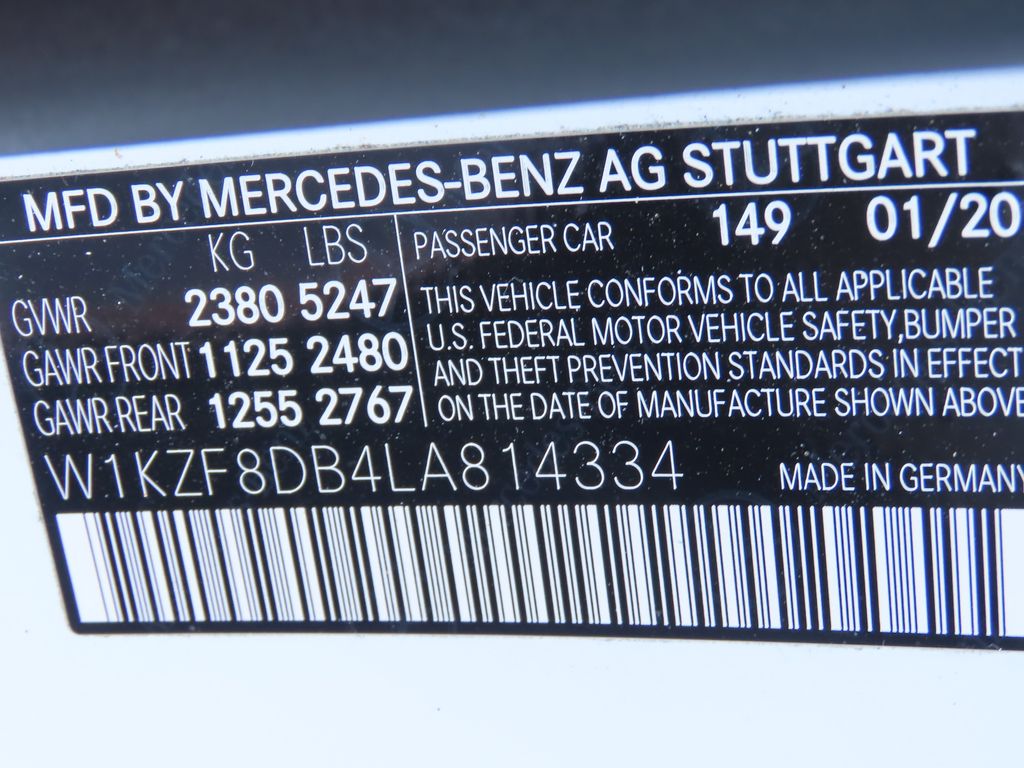 MFD BY MERCEDES-BENZ AG STUTTGART
KG LBS
GVWR 2380 5247
GAWR FRONT 1125 2480
GAWR REAR 1255 2767
PASSENGER CAR 149 01/20
THIS VEHICLE CONFORMS TO ALL APPLICABLE
U.S. FEDERAL MOTOR VEHICLE SAFETY,BUMPER
AND THEFT PREVENTION STANDARDS IN EFFECT
ON THE DATE OF MANUFACTURE SHOWN ABOVE
W1KZF8DB4LA814334
MADE IN GERMANY